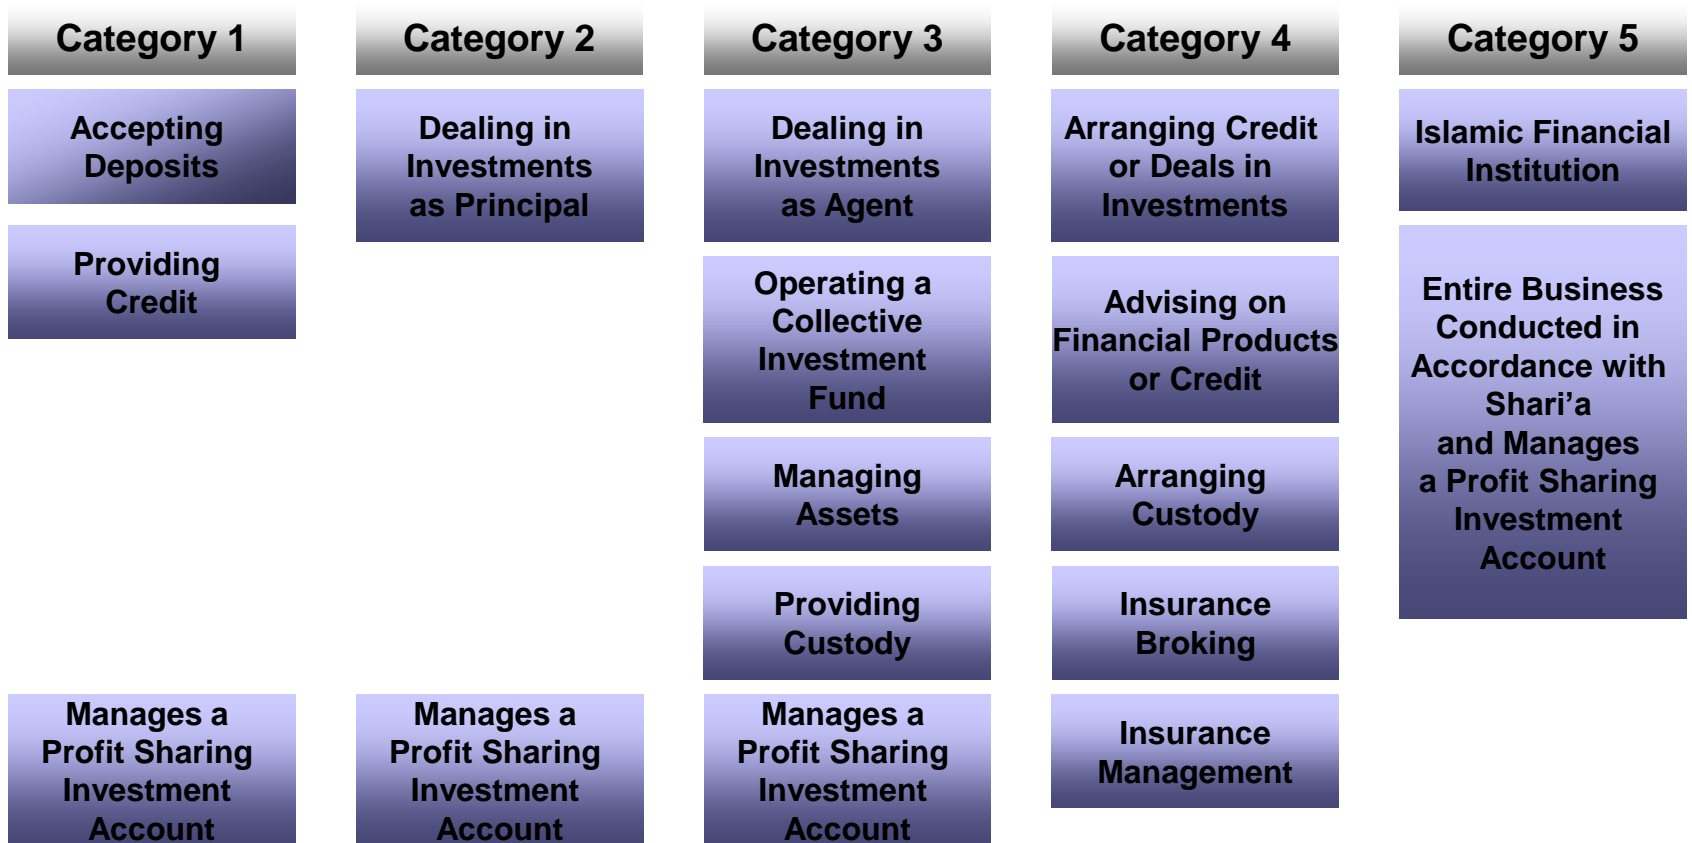 Category 1
Accepting
Deposits
Providing
Credit
Manages a
Profit Sharing
Investment
Account
Category 2
Dealing in
Investments
as Principal
Manages a
Profit Sharing
Investment
Account
Category 3
Dealing in
Investments
as Agent
Operating a
Collective
Investment
Fund
Managing
Assets
Providing
Custody
Manages a
Profit Sharing
Investment
Account
Category 4
Arranging Credit
or Deals in
Investments
Advising on
Financial Products
or Credit
Arranging
Custody
Insurance
Broking
Insurance
Management
Category 5
Islamic Financial
Institution
Entire Business
Conducted in
Accordance with
Shari’a
and Manages
a Profit Sharing
Investment
Account